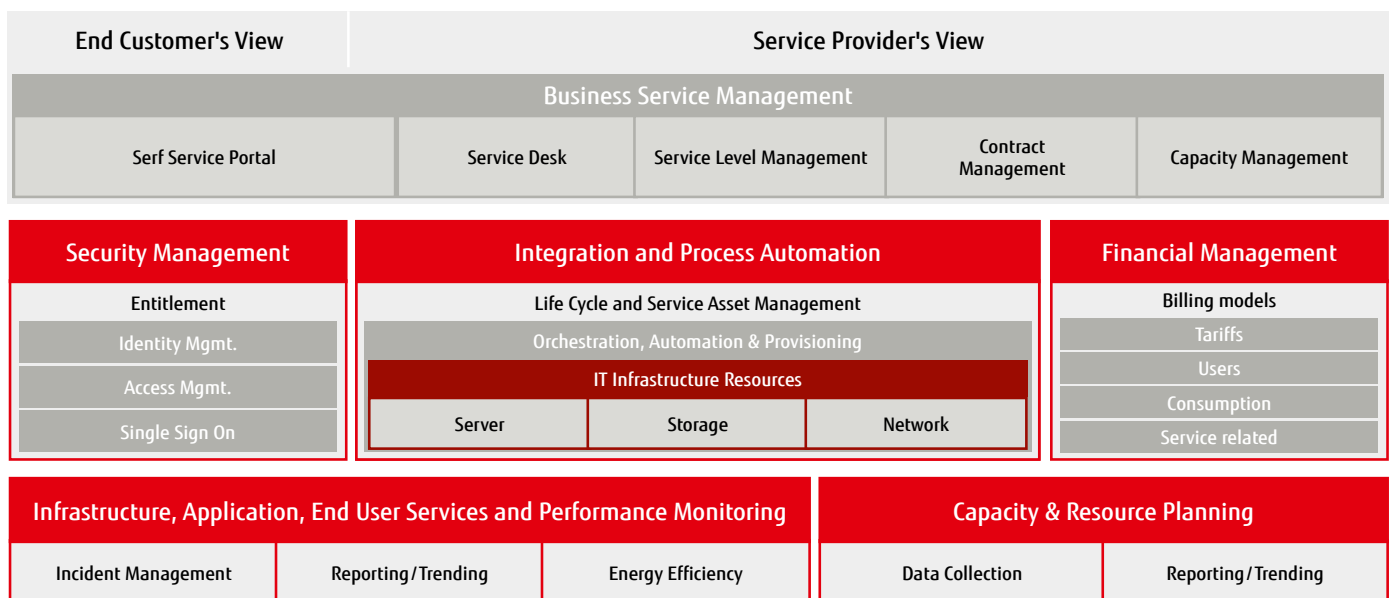 End Customer's View
Service Provider's View
Business Service Management
Serf Service Portal
Service Desk
Service Level Management
Contract
Management
Capacity Management
Security Management
Entitlement
Identity Mgmt.
Access Mgmt.
Single Sign On
Integration and Process Automation
Life Cycle and Service Asset Management
Orchestration, Automation & Provisioning
IT Infrastructure Resources
Server
Storage
Network
Financial Management
Billing models
Tariffs
Users
Consumption
Service related
Infrastructure, Application, End User Services and Performance Monitoring
Incident Management
Reporting/Trending
Energy Efficiency
Capacity & Resource Planning
Data Collection
Reporting/Trending